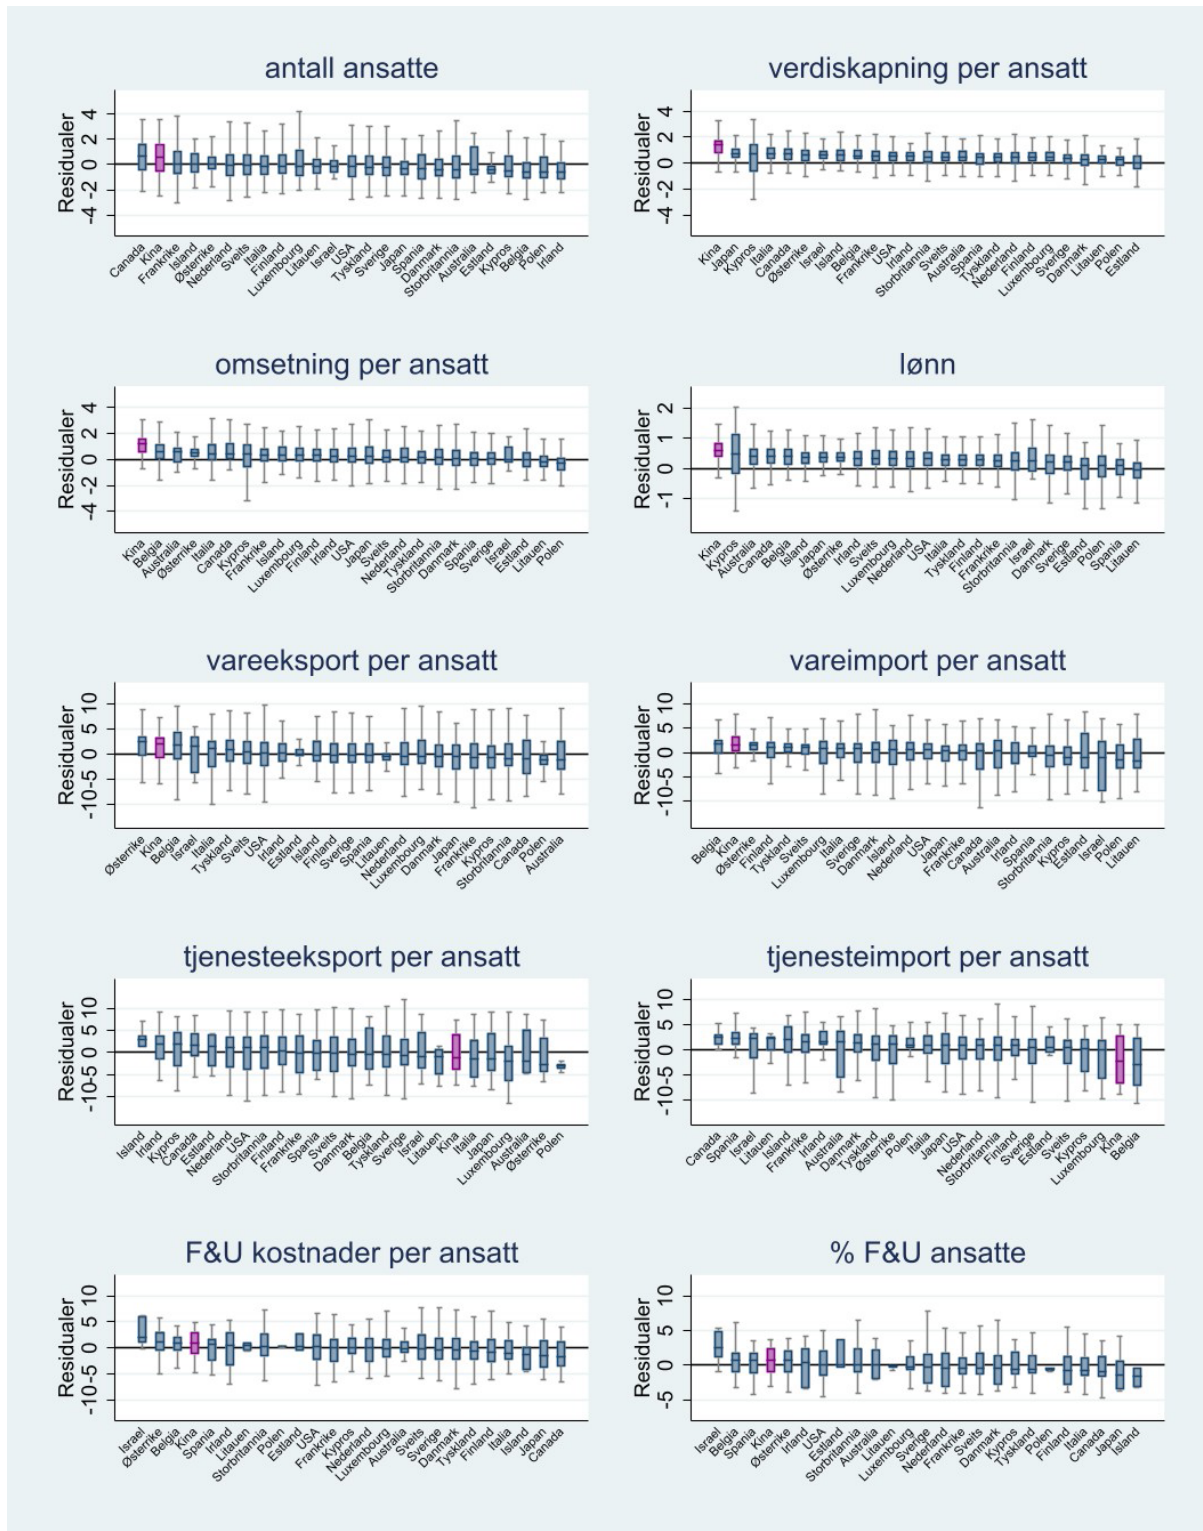 antall ansatte
Residualer
4
2
0
-2
-4
Canada Kina Frankrike Island Østerrike Nederland Sveits Italia Finland Luxembourg Litauen Israel USA Tyskland Sverige Japan Spania Danmark Storbritannia Australia Estland Kypros Belgia Polen Irland
verdiskapning per ansatt
Residualer
4
2
0
-2
-4
Kina Japan Kypros Italia Canada Østerrike Israel Island Belgia Frankrike USA Irland Storbritannia Sveits Australia Spania Tyskland Nederland Finland Luxembourg Sverige Danmark Litauen Polen Estland
omsetning per ansatt
Residualer
4
2
0
-2
-4
Kina Belgia Australia Østerrike Italia Canada Kypros Frankrike Island Luxembourg Finland Irland USA Japan Sveits Tyskland Nederland Storbritannia Danmark Spania Sverige Israel Estland Litauen Polen
lønn
Residualer
2
1
0
-1
Kina Kypros Australia Canada Belgia Island Japan Østerrike Irland Sveits Luxembourg Nederland USA Italia Tyskland Finland Frankrike Storbritannia Israel Danmark Sverige Estland Polen Spania Litauen
vareeksport per ansatt
Residualer
10
5
0
-5
-10
Østerrike Kina Belgia Israel Italia Tyskland Sveits USA Irland Estland Island Finland Sverige Spania Litauen Nederland Luxembourg Danmark Japan Frankrike Kypros Storbritannia Canada Polen Australia
vareimport per ansatt
Residualer
10
5
0
-5
-10
Belgia Kina Østerrike Finland Tyskland Sveits Luxembourg Italia Sverige Danmark Island Nederland USA Japan Frankrike Canada Australia Irland Spania Storbritannia Kypros Estland Israel Polen Litauen
tjenesteeksport per ansatt
Residualer
10
5
0
-5
-10
Island Irland Kypros Canada Estland Nederland USA Storbritannia Finland Frankrike Spania Sveits Danmark Belgia Tyskland Sverige Israel Litauen Kina Italia Japan Luxembourg Australia Østerrike Polen
tjenesteimport per ansatt
Residualer
10
5
0
-5
-10
Canada Spania Israel Litauen Island Frankrike Irland Australia Danmark Tyskland Østerrike Polen Italia Japan USA Nederland Storbritannia Finland Sverige Estland Sveits Kypros Luxembourg Kina Belgia
F&U kostnader per ansatt
Residualer
10
5
0
-5
-10
Israel Østerrike Belgia Kina Spania Irland Litauen Storbritannia Polen Estland USA Frankrike Kypros Nederland Luxembourg Australia Sveits Sverige Danmark Tyskland Finland Italia Island Japan Canada
% F&U ansatte
Residualer
10
5
0
-5
Israel Belgia Spania Kina Østerrike Irland USA Estland Storbritannia Australia Litauen Luxembourg Sverige Nederland Frankrike Sveits Danmark Kypros Tyskland Polen Finland Italia Canada Japan Island